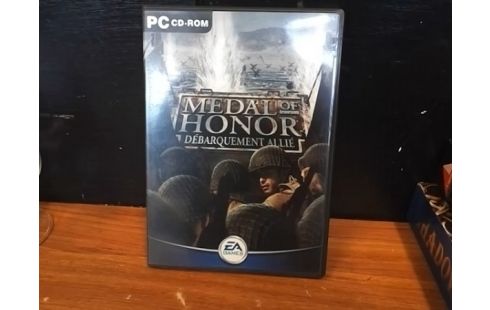 PC CD-ROM
MEDAL OF
HONOR
DÉBARQUEMENT ALLIÉ
EA
GAMES